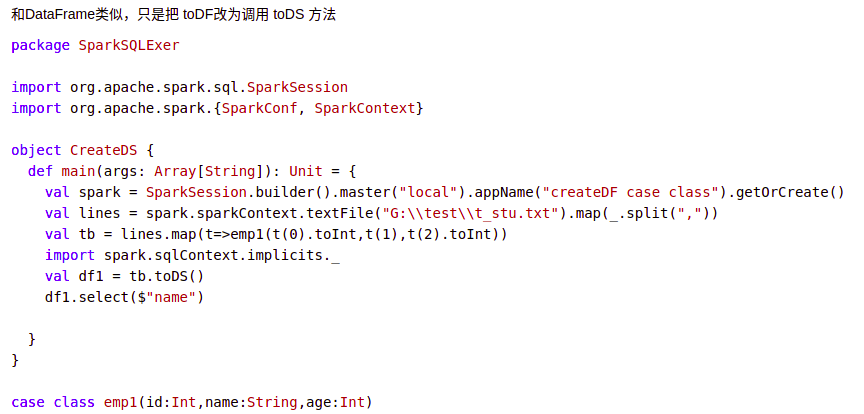 和DataFrame类似，只是把 toDF改为调用 toDS 方法
package SparkSQLExer
import org.apache.spark.sql.SparkSession
import org.apache.spark.{SparkConf, SparkContext}
object CreateDS {
  def main(args: Array[String]): Unit = {
    val spark = SparkSession.builder().master("local").appName("createDF case class").getOrCreate()
    val lines = spark.sparkContext.textFile("G:\\test\\t_stu.txt").map(_.split(","))
    val tb = lines.map(t=>emp1(t(0).toInt,t(1),t(2).toInt))
    import spark.sqlContext.implicits._
    val df1 = tb.toDS()
    df1.select($"name")
  }
}
case class emp1(id:Int,name:String,age:Int)